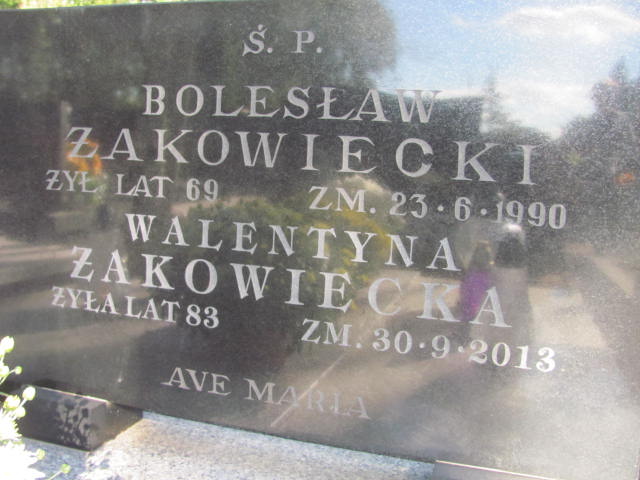 Ś. P.
BOLESŁAW
ŻAKOWIECKI
ŻYŁ LAT 69 ZM. 23·6·1990
WALENTYNA
ŻAKOWIECKA
ŻYŁA LAT 83 ZM. 30·9·2013
AVE MARIA